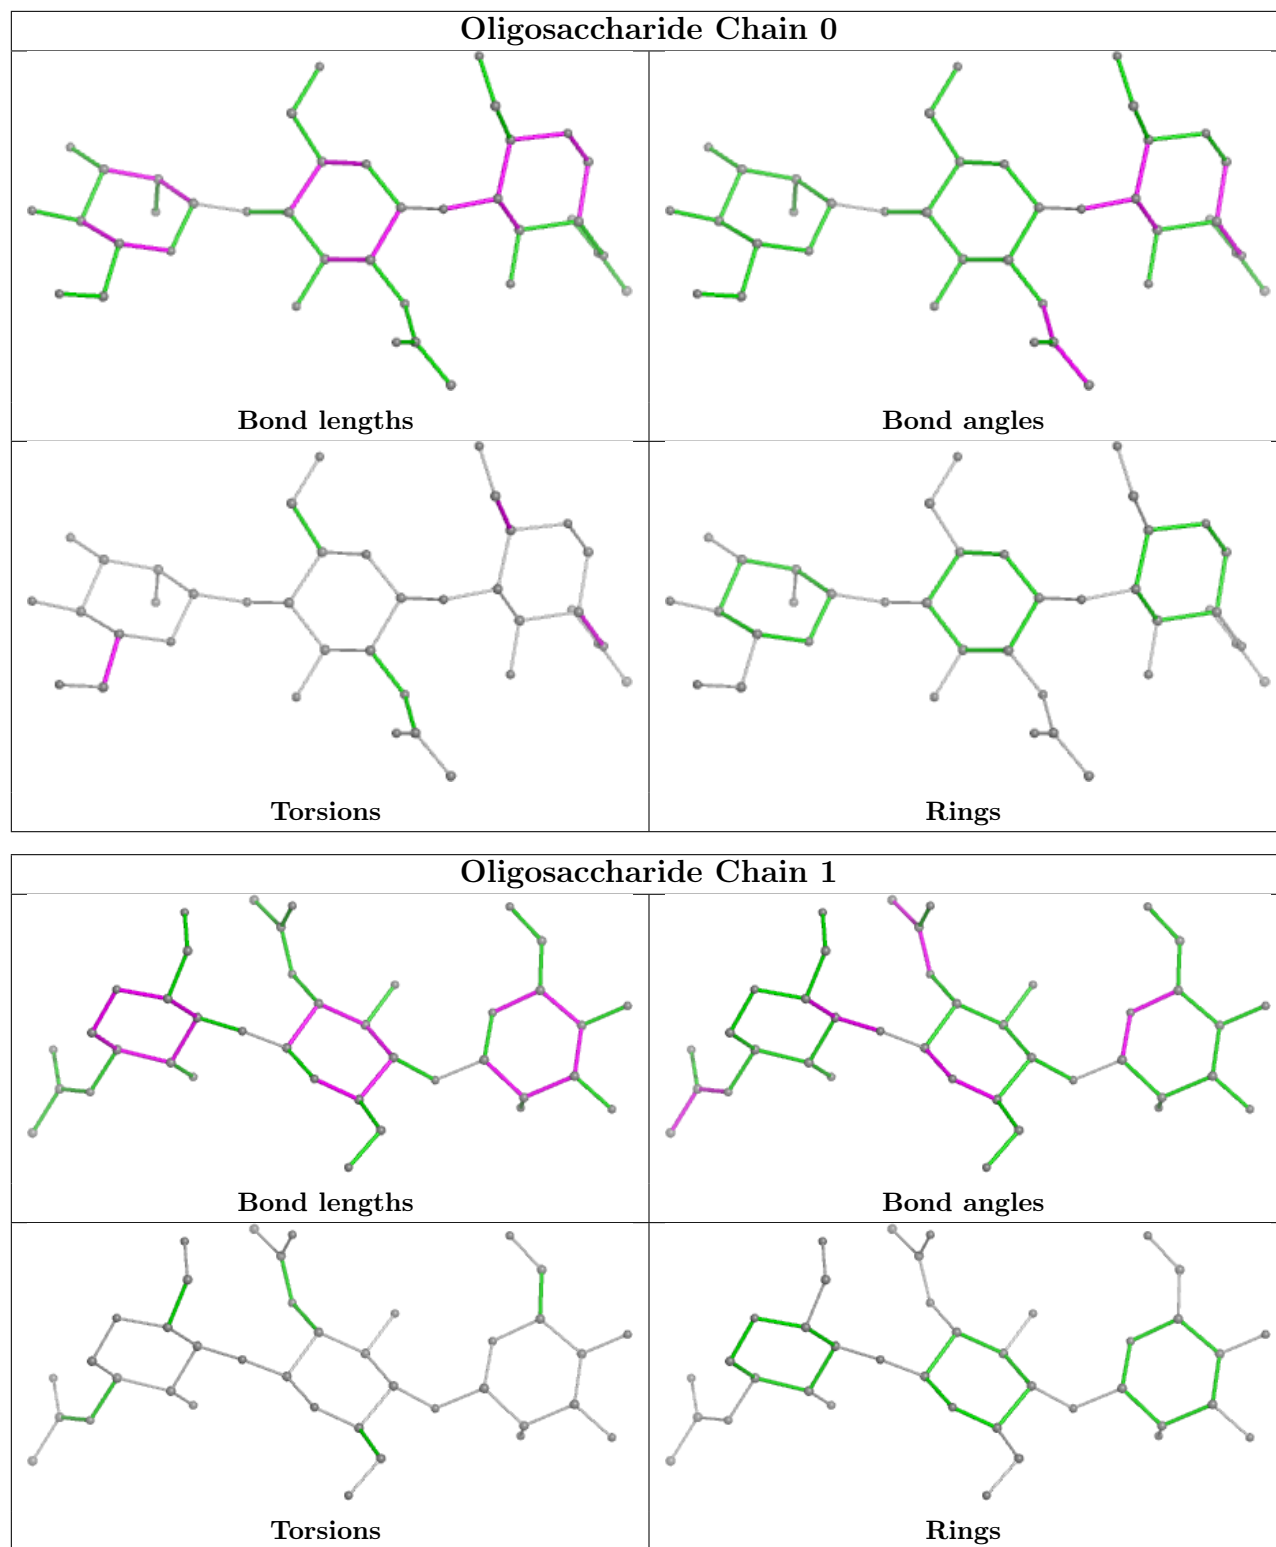 Oligosaccharide Chain 0
Bond lengths
Bond angles
Torsions
Rings
Oligosaccharide Chain 1
Bond lengths
Bond angles
Torsions
Rings